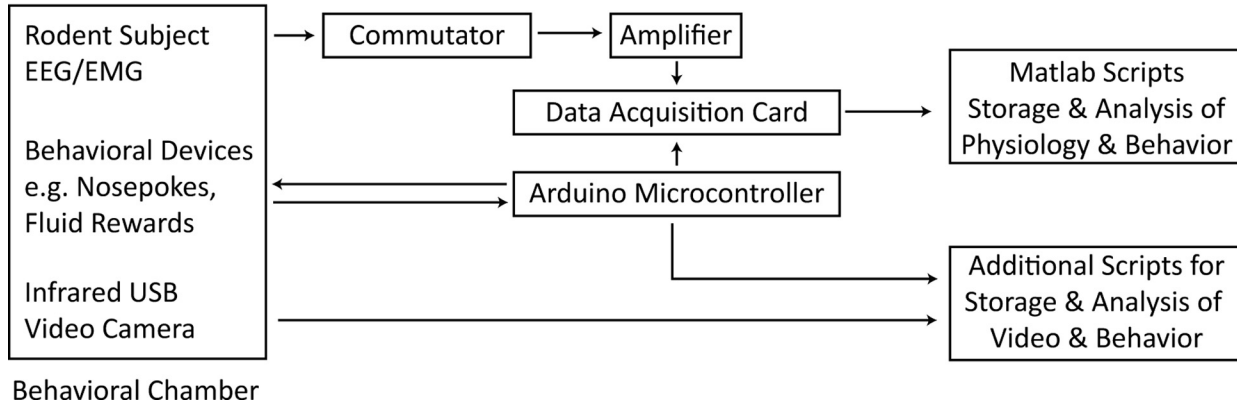 Rodent Subject
EEG/EMG
Behavioral Devices
e.g. Nosepokes,
Fluid Rewards
Infrared USB
Video Camera
Behavioral Chamber
Commutator
Amplifier
Data Acquisition Card
Arduino Microcontroller
Matlab Scripts
Storage & Analysis of
Physiology & Behavior
Additional Scripts for
Storage & Analysis of
Video & Behavior